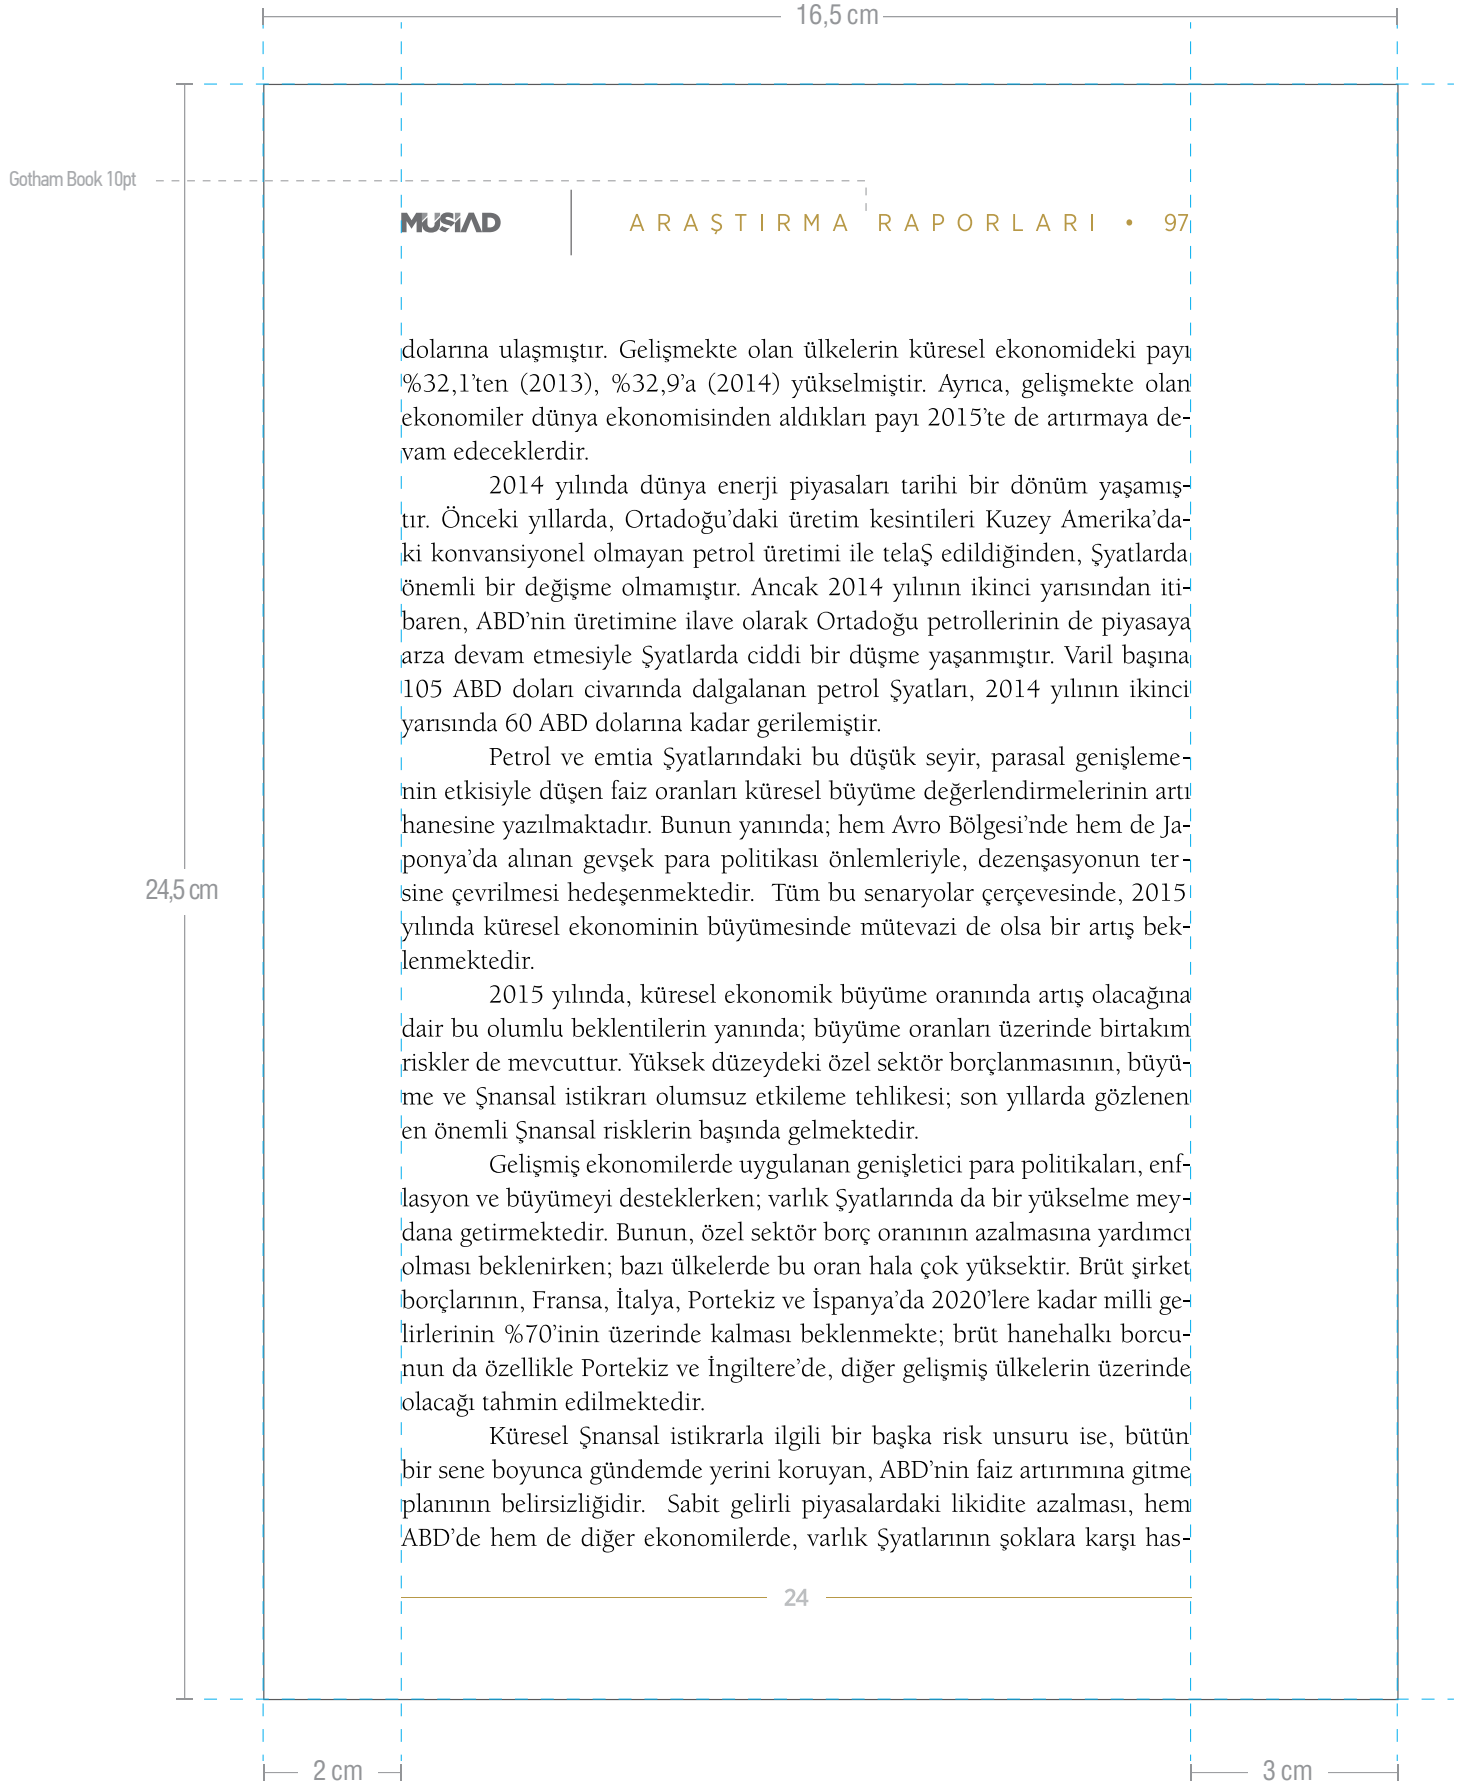 16,5 cm
Gotham Book 10pt
MUSIAD
ARAŞTIRMA RAPORLARI • 97
dolarına ulaşmıştır. Gelişmekte olan ülkelerin küresel ekonomideki payı
%32,1’ten (2013), %32,9’a (2014) yükselmiştir. Ayrıca, gelişmekte olan
ekonomiler dünya ekonomisinden aldıkları payı 2015’te de artırmaya de-
vam edeceklerdir.
2014 yılında dünya enerji piyasaları tarihi bir dönüm yaşamış-
tır. Önceki yıllarda, Ortadoğu’daki üretim kesintileri Kuzey Amerika’da-
ki konvansiyonel olmayan petrol üretimi ile telaŞ edildiğinden, Şyatlarda
önemli bir değişme olmamıştır. Ancak 2014 yılının ikinci yarısından iti-
baren, ABD’nin üretimine ilave olarak Ortadoğu petrollerinin de piyasaya
arza devam etmesiyle Şyatlarda ciddi bir düşme yaşanmıştır. Varil başına
105 ABD doları civarında dalgalanan petrol Şyatları, 2014 yılının ikinci
yarısında 60 ABD dolarına kadar gerilemiştir.
Petrol ve emtia Şyatlarındaki bu düşük seyir, parasal genişleme-
nin etkisiyle düşen faiz oranları küresel büyüme değerlendirmelerinin artı
hanesine yazılmaktadır. Bunun yanında; hem Avro Bölgesi’nde hem de Ja-
ponya’da alınan gevşek para politikası önlemleriyle, dezenşasyonun ter-
sine çevrilmesi hedeşenmektedir. Tüm bu senaryolar çerçevesinde, 2015
yılında küresel ekonominin büyümesinde mütevazi de olsa bir artış bek-
lenmektedir.
2015 yılında, küresel ekonomik büyüme oranında artış olacağına
dair bu olumlu beklentilerin yanında; büyüme oranları üzerinde birtakım
riskler de mevcuttur. Yüksek düzeydeki özel sektör borçlanmasının, büyü-
me ve Şnansal istikrarı olumsuz etkileme tehlikesi; son yıllarda gözlenen
en önemli Şnansal risklerin başında gelmektedir.
Gelişmiş ekonomilerde uygulanan genişletici para politikaları, enf-
lasyon ve büyümeyi desteklerken; varlık Şyatlarında da bir yükselme mey-
dana getirmektedir. Bunun, özel sektör borç oranının azalmasına yardımcı
olması beklenirken; bazı ülkelerde bu oran hala çok yüksektir. Brüt şirket
borçlarının, Fransa, İtalya, Portekiz ve İspanya’da 2020’lere kadar milli ge-
lirlerinin %70’inin üzerinde kalması beklenmekte; brüt hanehalkı borcu-
nun da özellikle Portekiz ve İngiltere’de, diğer gelişmiş ülkelerin üzerinde
olacağı tahmin edilmektedir.
Küresel Şnansal istikrarla ilgili bir başka risk unsuru ise, bütün
bir sene boyunca gündemde yerini koruyan, ABD’nin faiz artırımına gitme
planının belirsizliğidir. Sabit gelirli piyasalardaki likidite azalması, hem
ABD’de hem de diğer ekonomilerde, varlık Şyatlarının şoklara karşı has-
24,5 cm
24
2 cm
3 cm